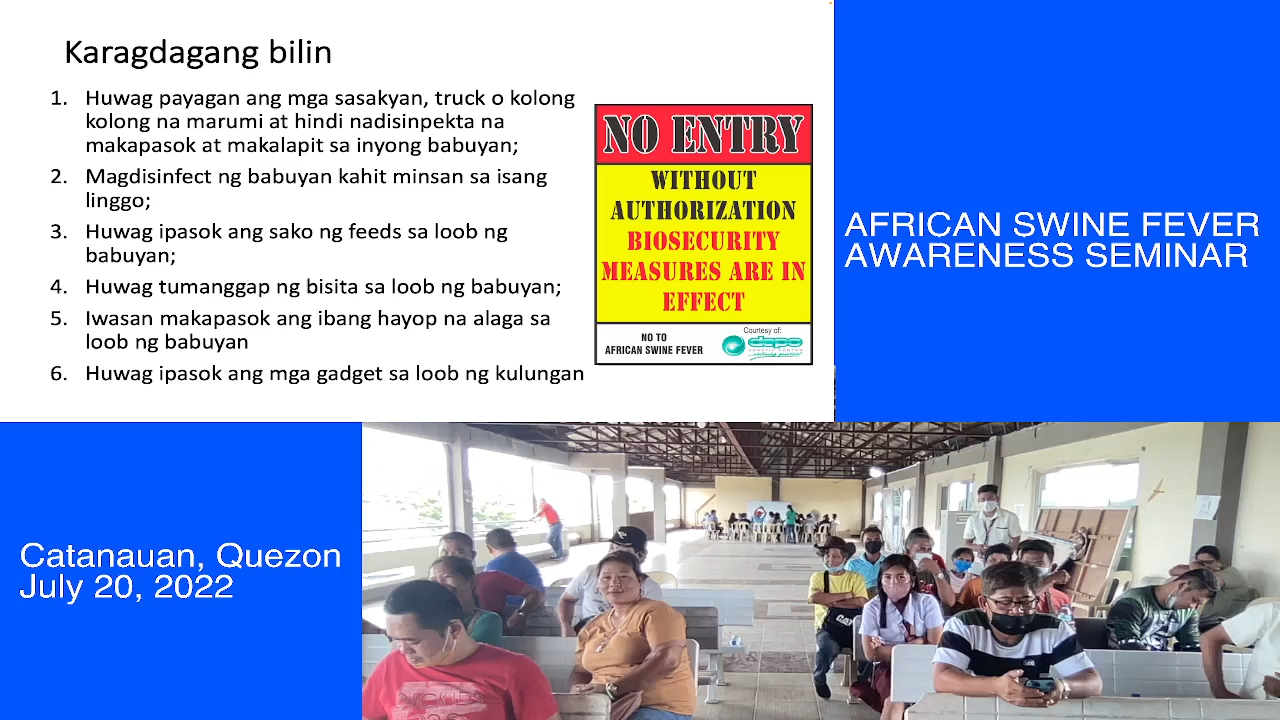 Karagdagang bilin
1. Huwag payagan ang mga sasakyan, truck o kolong
kolong na marumi at hindi nadisinpekta na
makapasok at makalapit sa inyong babuyan;
2. Magdisinfect ng babuyan kahit minsan sa isang
linggo;
3. Huwag ipasok ang sako ng feeds sa loob ng
babuyan;
4. Huwag tumanggap ng bisita sa loob ng babuyan;
5. Iwasan makapasok ang ibang hayop na alaga sa
loob ng babuyan
6. Huwag ipasok ang mga gadget sa loob ng kulungan
NO ENTRY
WITHOUT
AUTHORIZATION
BIOSECURITY
MEASURES ARE IN
EFFECT
NO TO
AFRICAN SWINE FEVER
Courtesy of:
AFRICAN SWINE FEVER
AWARENESS SEMINAR
Catanauan, Quezon
July 20, 2022
CAT